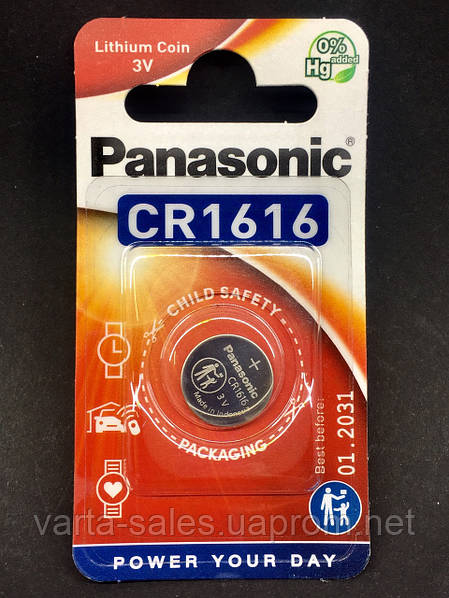 Lithium Coin
3V
0%
Hg added
Panasonic®
CR1616
CHILD SAFETY
Panasonic
+
CR1616
3V
Made in Indonesia
PACKAGING
Best before:
01.2031
varta-sales.uaprom.net
POWER YOUR DAY